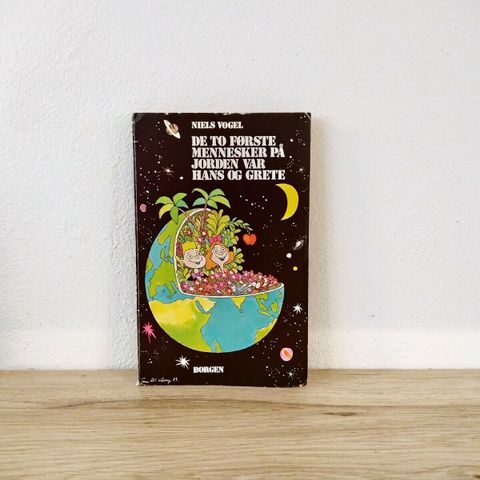 NIELS VOGEL
DE TO FØRSTE
MENNESKER PÅ
JORDEN VAR
HANS OG GRETE
BORGEN